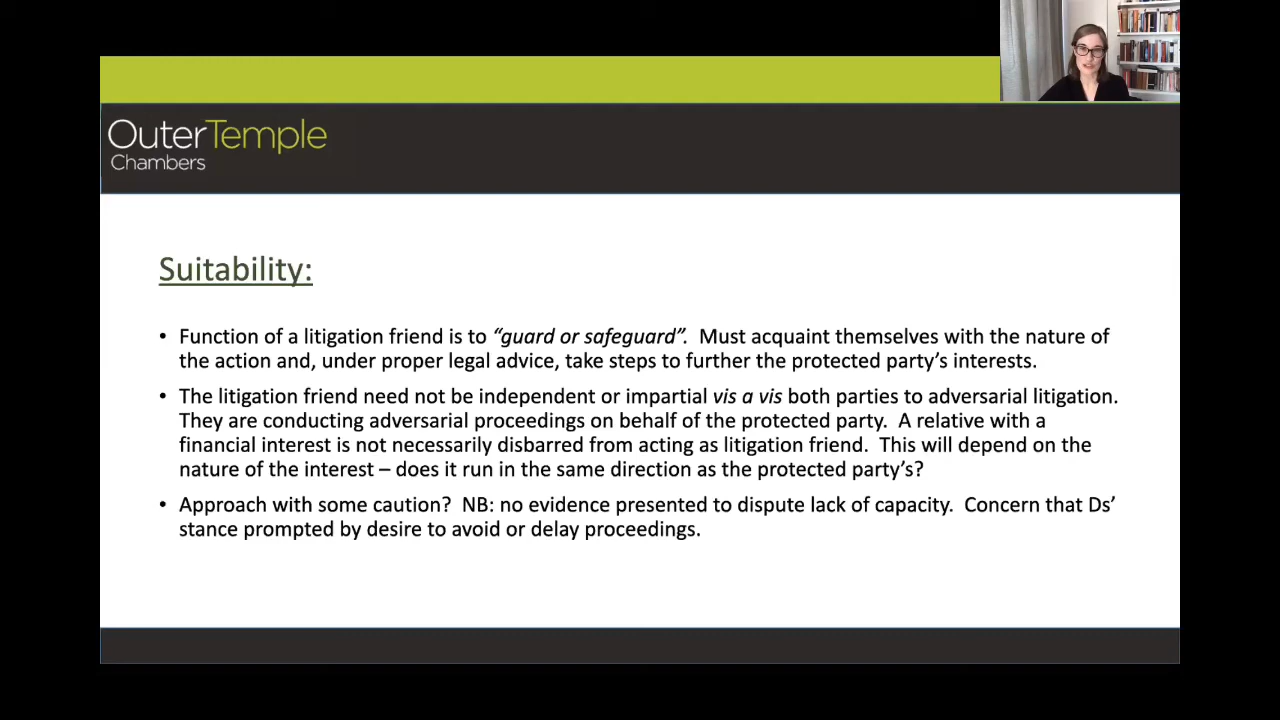 OuterTemple
Chambers
Suitability:
• Function of a litigation friend is to “guard or safeguard”. Must acquaint themselves with the nature of
the action and, under proper legal advice, take steps to further the protected party’s interests.
• The litigation friend need not be independent or impartial vis a vis both parties to adversarial litigation.
They are conducting adversarial proceedings on behalf of the protected party. A relative with a
financial interest is not necessarily disbarred from acting as litigation friend. This will depend on the
nature of the interest – does it run in the same direction as the protected party’s?
• Approach with some caution? NB: no evidence presented to dispute lack of capacity. Concern that Ds’
stance prompted by desire to avoid or delay proceedings.